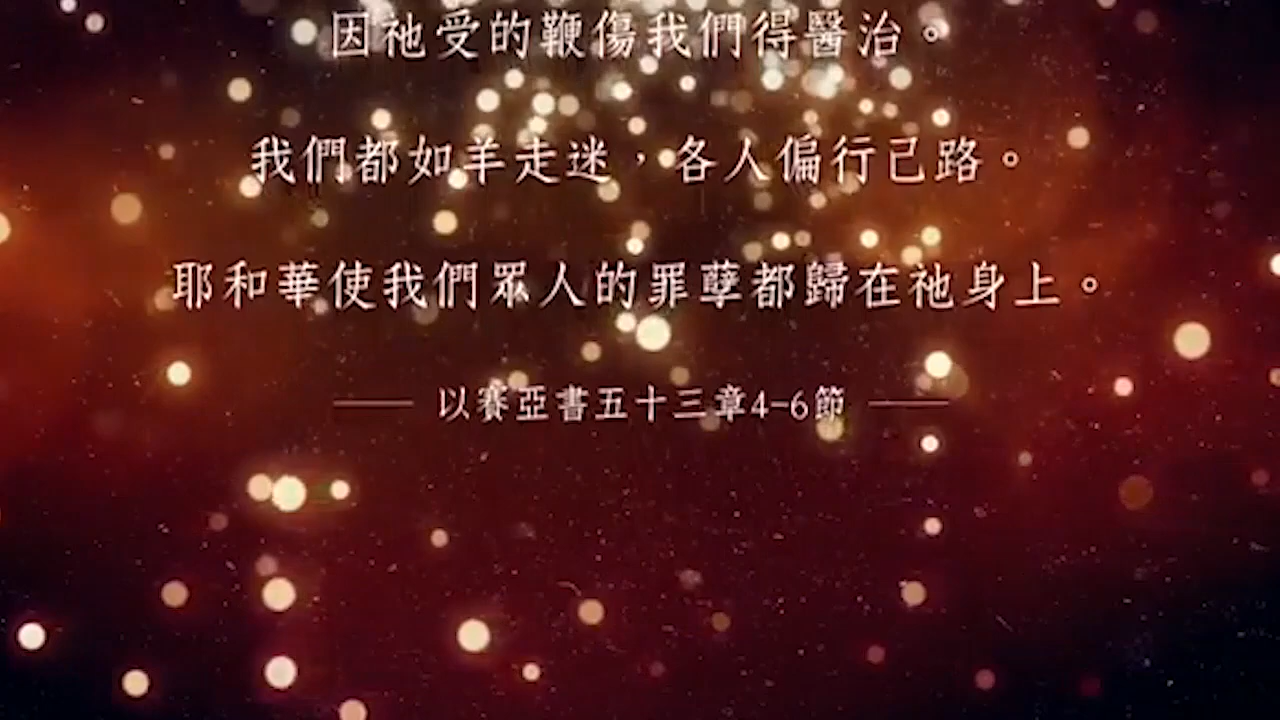 因祂受的鞭傷我們得醫治。
我們都如羊走迷，各人偏行己路。
耶和華使我們眾人的罪孽都歸在祂身上。
以賽亞書五十三章4-6節